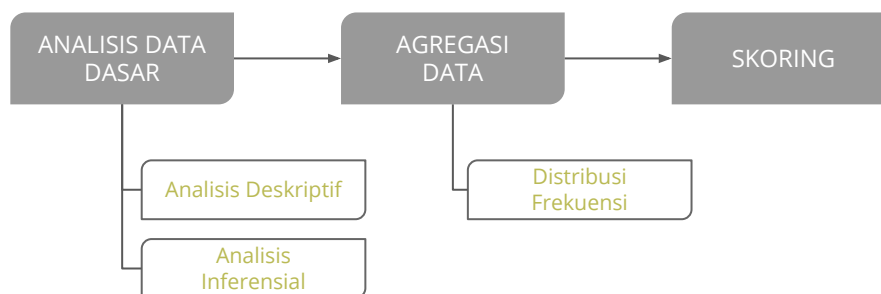 ANALISIS DATA
DASAR
AGREGASI
DATA
SKORING
Analisis Deskriptif
Distribusi
Frekuensi
Analisis
Inferensial